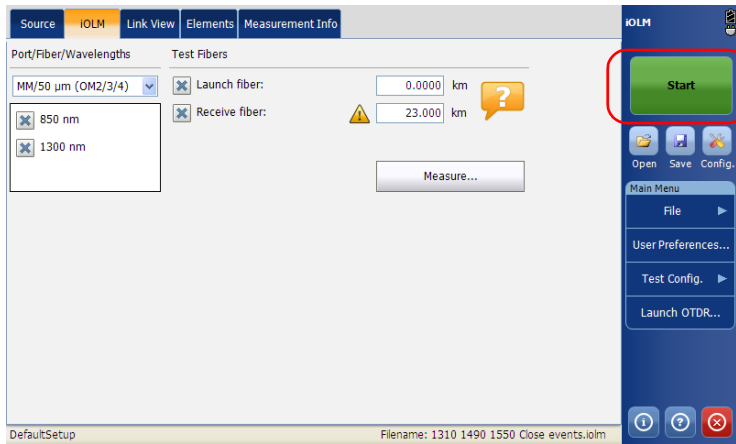 Source iOLM Link View Elements Measurement Info
iOLM
Port/Fiber/Wavelengths Test Fibers
MM/50 µm (OM2/3/4)
Launch fiber: 0.0000 km
?
Start
850 nm
Receive fiber: 23.000 km
1300 nm
Open Save Config.
Measure...
Main Menu
File
User Preferences...
Test Config.
Launch OTDR...
DefaultSetup Filename: 1310 1490 1550 Close events.iolm